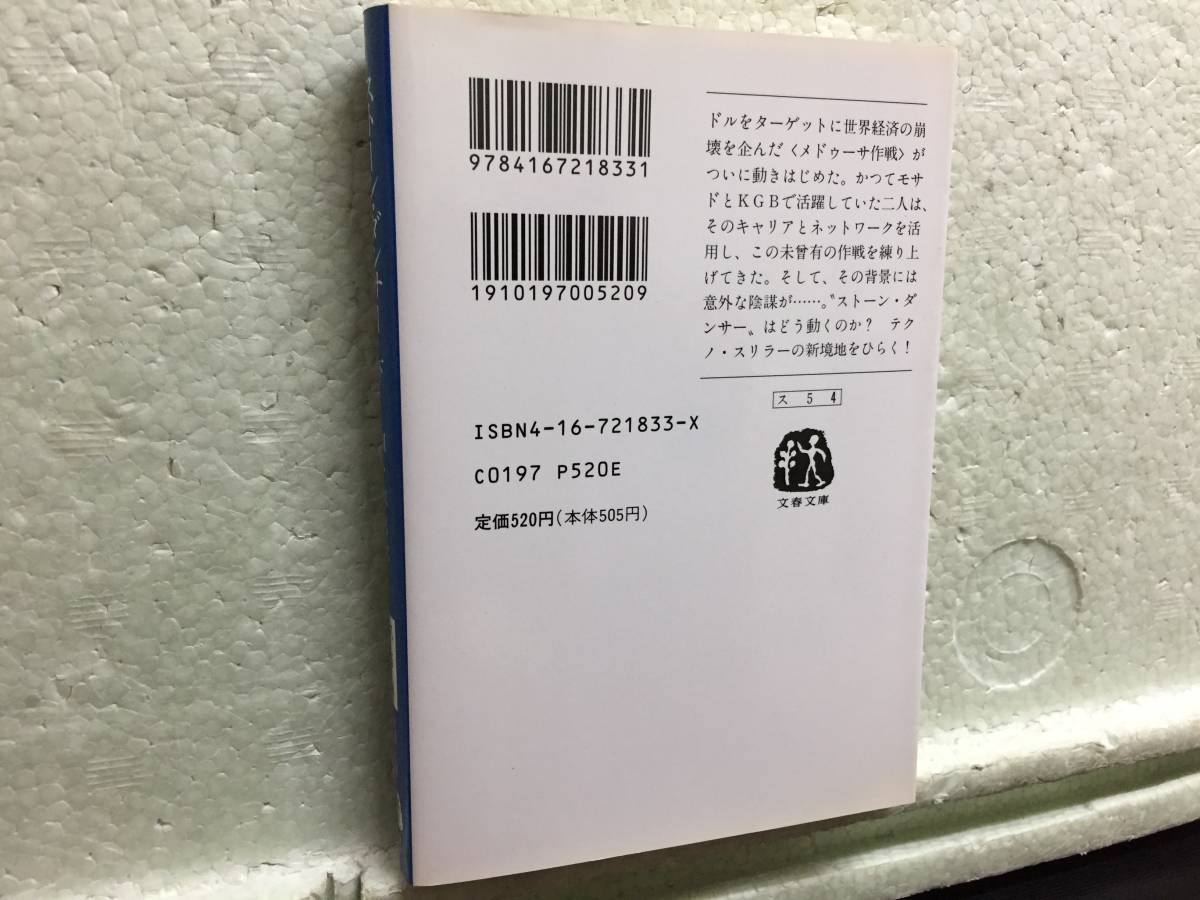 9784167218331
1910197005209
ISBN4-16-721833-X
C0197 P520E
定価520円(本体505円)
ドルをターゲットに世界経済の崩
壊を企んだ〈メドゥーサ作戦〉が
ついに動きはじめた。かつてモサ
ドとKGBで活躍していた二人は、
そのキャリアとネットワークを活
用し、この未曾有の作戦を練り上
げてきた。そして、その背景には
意外な陰謀が……。〝ストーン・ダ
ンサー〟はどう動くのか? テク
ノ・スリラーの新境地をひらく!
ス 5 4
文春文庫